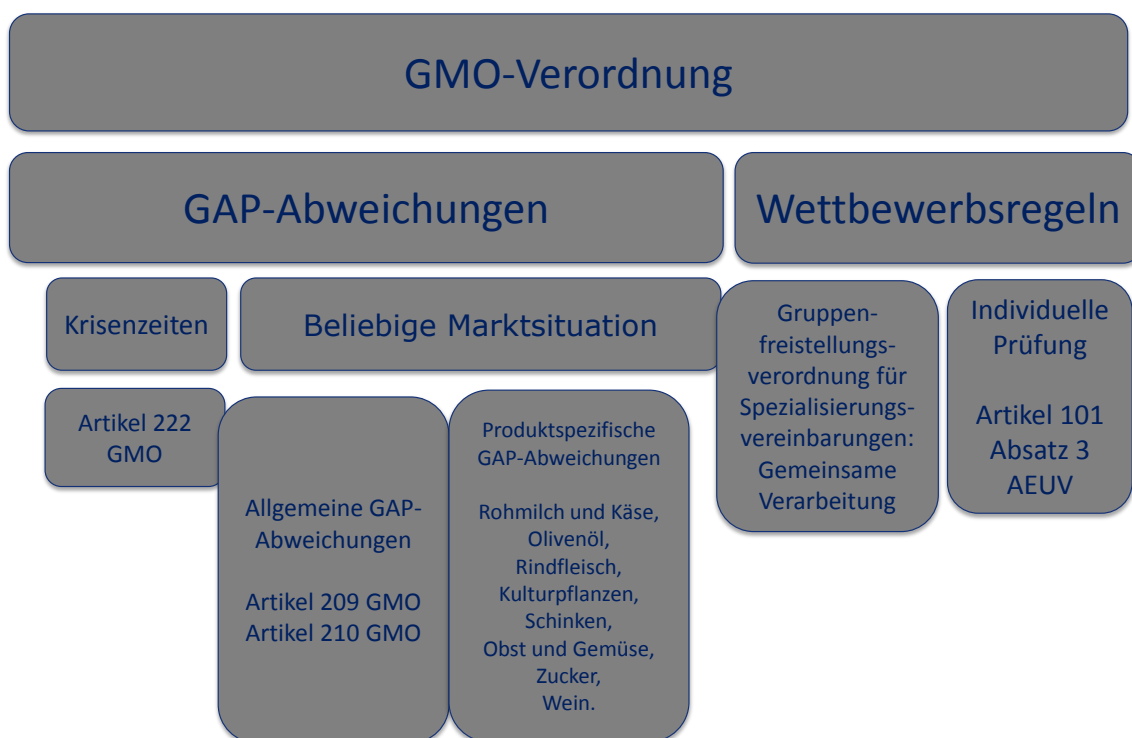 GMO-Verordnung
GAP-Abweichungen
Wettbewerbsregeln
Krisenzeiten
Beliebige Marktsituation
Artikel 222
GMO
Allgemeine GAP-
Abweichungen
Artikel 209 GMO
Artikel 210 GMO
Produktspezifische
GAP-Abweichungen
Rohmilch und Käse,
Olivenöl,
Rindfleisch,
Kulturpflanzen,
Schinken,
Obst und Gemüse,
Zucker,
Wein.
Gruppen-
freistellungs-
verordnung für
Spezialisierungs-
vereinbarungen:
Gemeinsame
Verarbeitung
Individuelle
Prüfung
Artikel 101
Absatz 3
AEUV